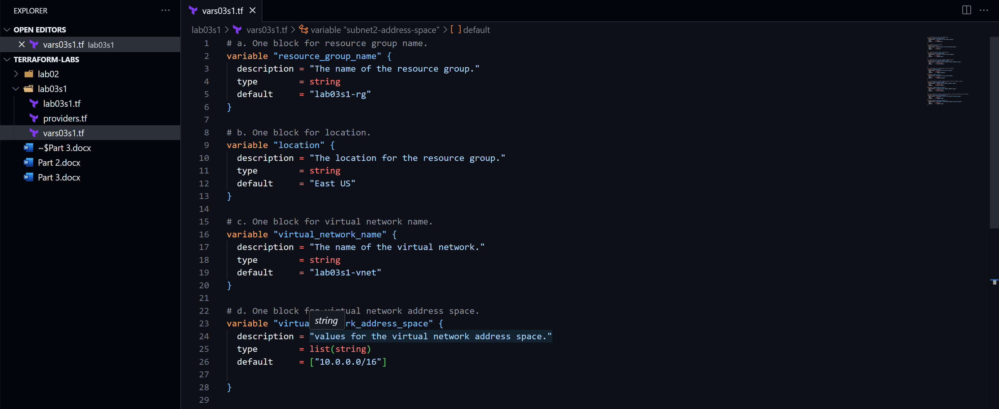 EXPLORER
OPEN EDITORS
vars03s1.tf lab03s1
TERRAFORM-LABS
lab02
lab03s1
lab03s1.tf
providers.tf
vars03s1.tf
~$Part 3.docx
Part 2.docx
Part 3.docx
vars03s1.tf
lab03s1 > vars03s1.tf > variable "subnet2-address-space" > [ ] default
1 # a. One block for resource group name.
2 variable "resource_group_name" {
3 description = "The name of the resource group."
4 type = string
5 default = "lab03s1-rg"
6 }
7
8 # b. One block for location.
9 variable "location" {
10 description = "The location for the resource group."
11 type = string
12 default = "East US"
13 }
14
15 # c. One block for virtual network name.
16 variable "virtual_network_name" {
17 description = "The name of the virtual network."
18 type = string
19 default = "lab03s1-vnet"
20 }
21
22 # d. One block for virtual network address space.
string
23 variable "virtua rk_address_space" {
24 description = "values for the virtual network address space."
25 type = list(string)
26 default = ["10.0.0.0/16"]
27
28 }
29